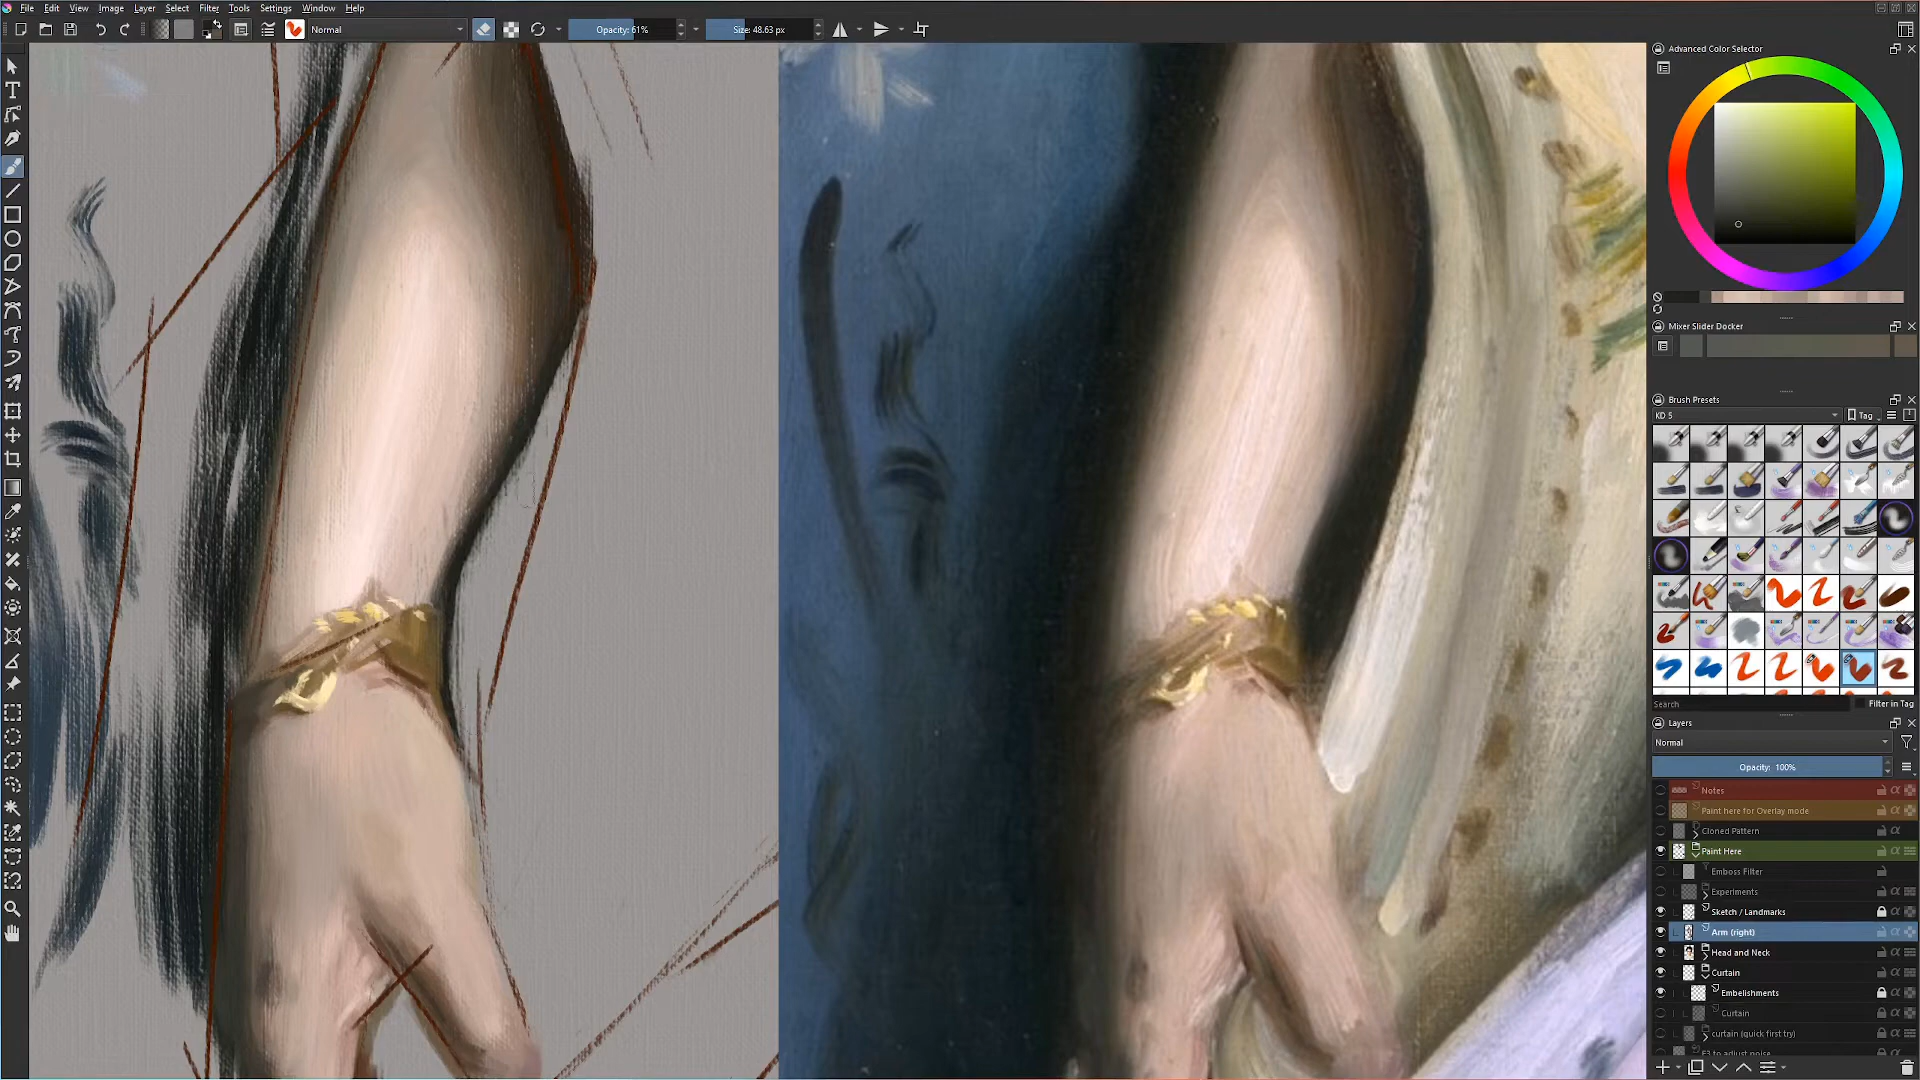 File Edit View Image Layer Select Filter Tools Settings Window Help
Normal Opacity: 61% Size: 48.63 px
Advanced Color Selector
Mixer Slider Docker
Brush Presets
KD 5 Tag
Search Filter in Tag
Layers
Normal
Opacity: 100%
Notes
Paint here for Overlay mode
Cloned Pattern
Paint Here
Emboss Filter
Experiments
Sketch / Landmarks
Arm (right)
Head and Neck
Curtain
Embelishments
Curtain
curtain (quick first try)